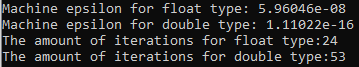 Machine epsilon for float type: 5.96046e-08
Machine epsilon for double type: 1.11022e-16
The amount of iterations for float type:24
The amount of iterations for double type:53